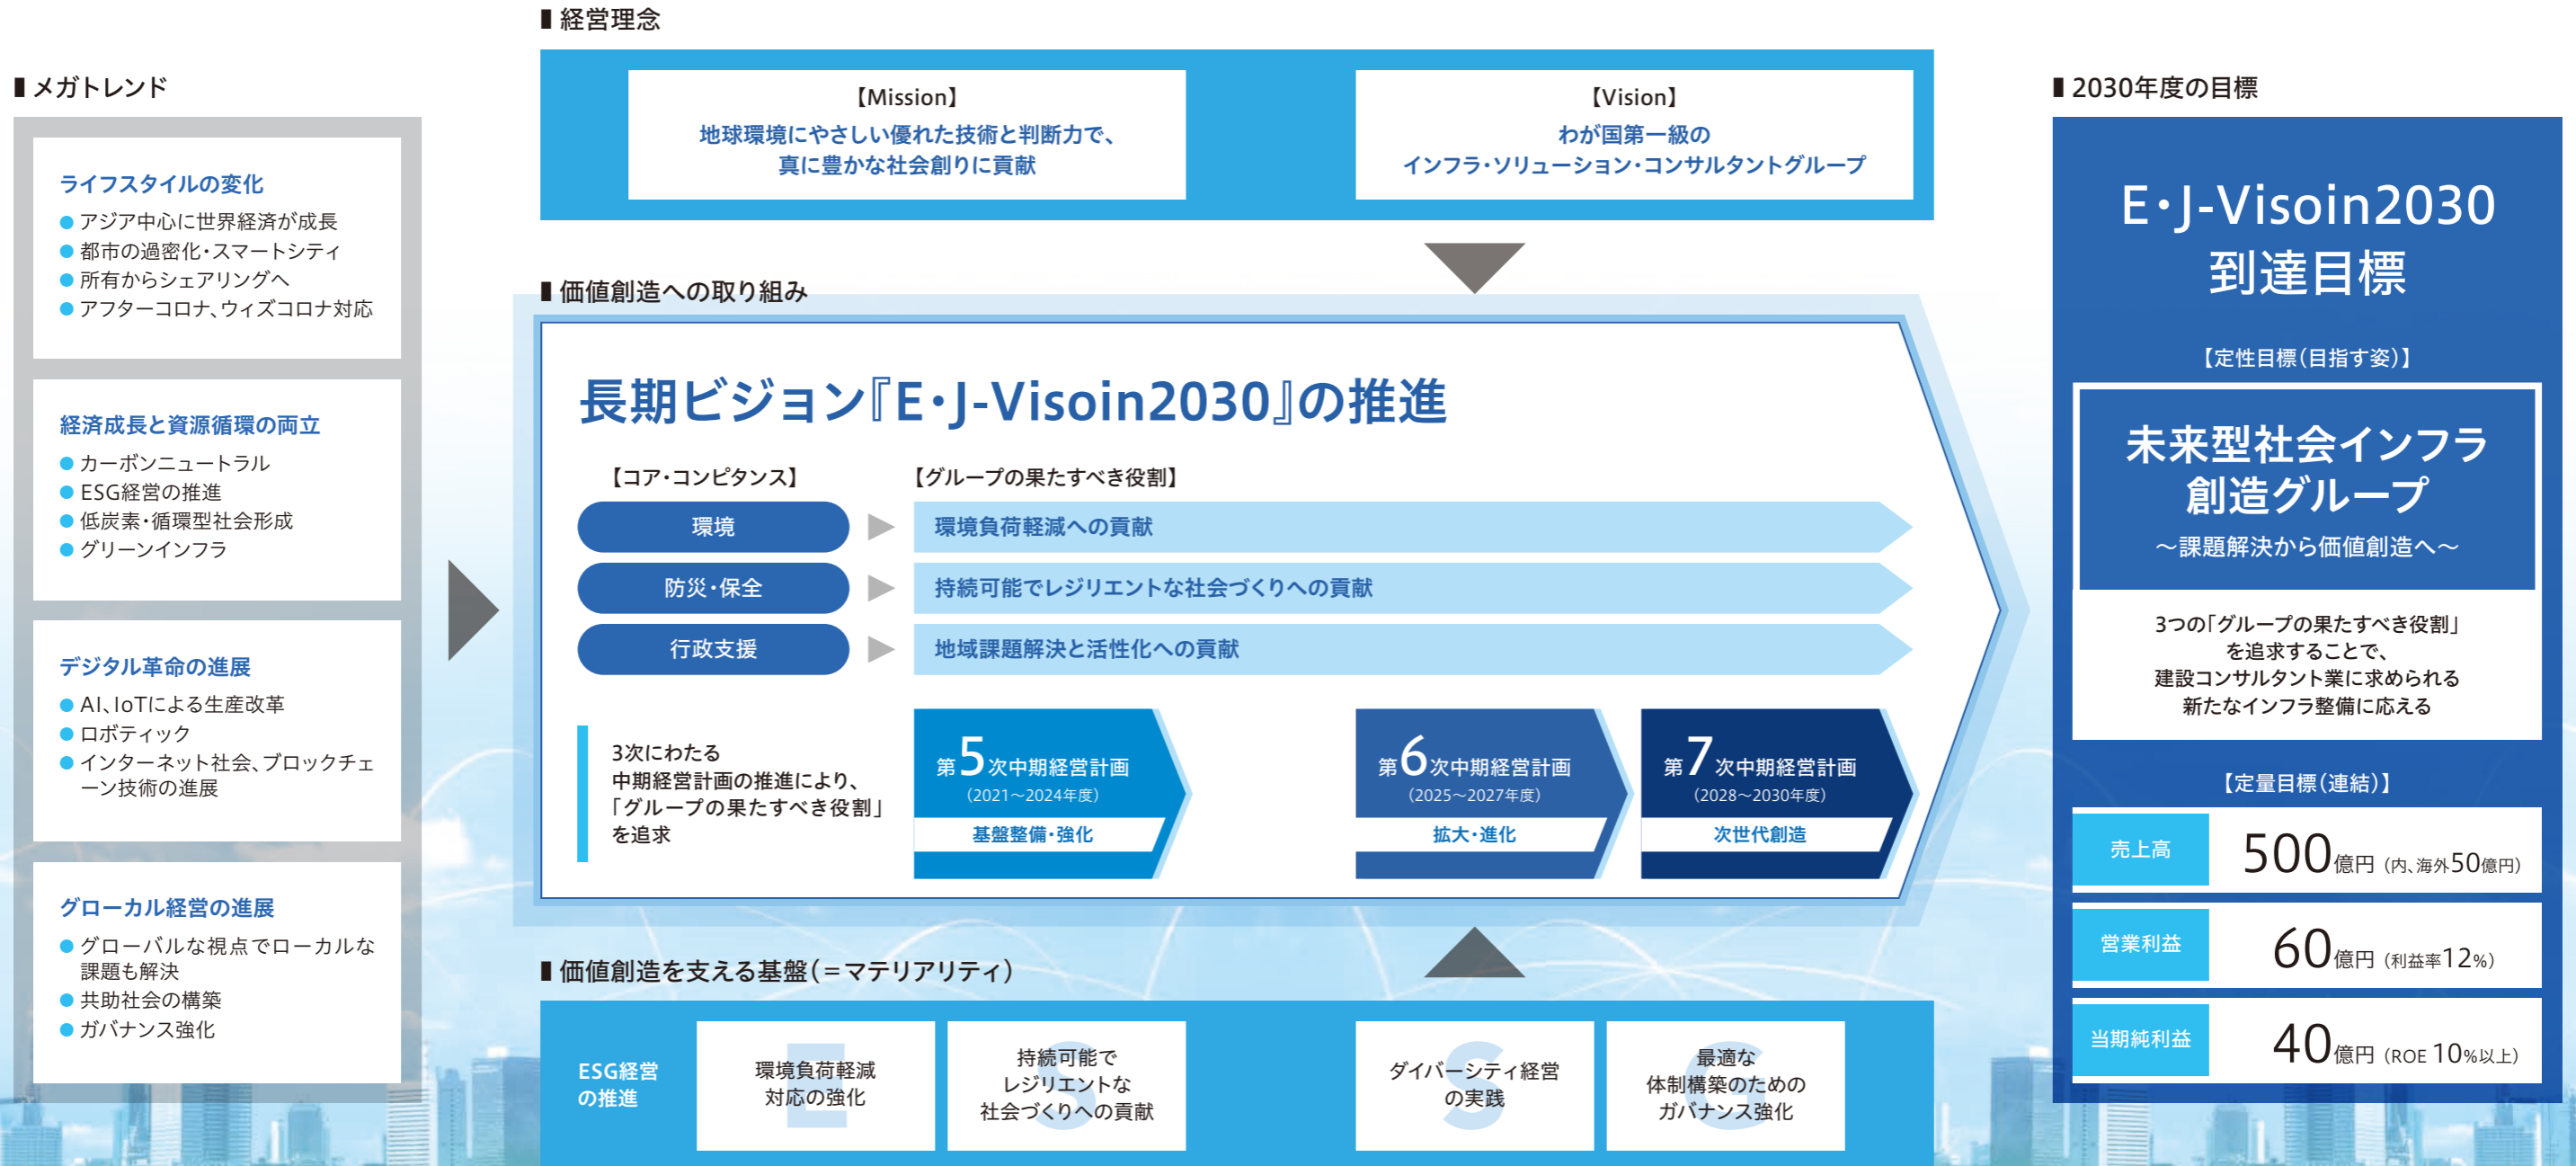 メガトレンド
ライフスタイルの変化
● アジア中心に世界経済が成長
● 都市の過密化・スマートシティ
● 所有からシェアリングへ
● アフターコロナ、ウィズコロナ対応
経済成長と資源循環の両立
● カーボンニュートラル
● ESG経営の推進
● 低炭素・循環型社会形成
● グリーンインフラ
デジタル革命の進展
● AI、IoTによる生産改革
● ロボティック
● インターネット社会、ブロックチェ
ーン技術の進展
グローカル経営の進展
● グローバルな視点でローカルな
課題も解決
● 共助社会の構築
● ガバナンス強化
経営理念
【Mission】
地球環境にやさしい優れた技術と判断力で、
真に豊かな社会創りに貢献
【Vision】
わが国第一級の
インフラ・ソリューション・コンサルタントグループ
価値創造への取り組み
長期ビジョン『E・J-Visoin2030』の推進
【コア・コンピタンス】
【グループの果たすべき役割】
環境
環境負荷軽減への貢献
防災・保全
持続可能でレジリエントな社会づくりへの貢献
行政支援
地域課題解決と活性化への貢献
3次にわたる
中期経営計画の推進により、
「グループの果たすべき役割」
を追求
第5次中期経営計画
（2021～2024年度）
基盤整備・強化
第6次中期経営計画
（2025～2027年度）
拡大・進化
第7次中期経営計画
（2028～2030年度）
次世代創造
価値創造を支える基盤（＝マテリアリティ）
ESG経営
の推進
E
環境負荷軽減
対応の強化
S
持続可能で
レジリエントな
社会づくりへの貢献
S
ダイバーシティ経営
の実践
G
最適な
体制構築のための
ガバナンス強化
2030年度の目標
E・J-Visoin2030
到達目標
【定性目標（目指す姿）】
未来型社会インフラ
創造グループ
～課題解決から価値創造へ～
3つの「グループの果たすべき役割」
を追求することで、
建設コンサルタント業に求められる
新たなインフラ整備に応える
【定量目標（連結）】
売上高
500億円（内、海外50億円）
営業利益
60億円（利益率12%）
当期純利益
40億円（ROE 10%以上）